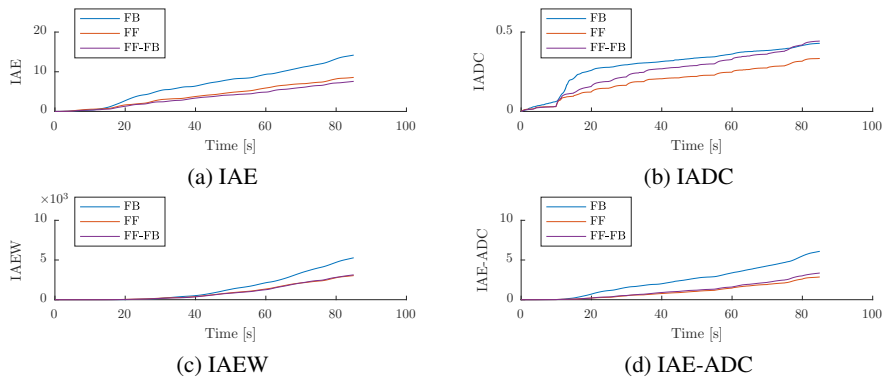 20
10
0
IAE
FB
FF
FF-FB
0
20
40
60
80
100
Time [s]
(a) IAE
0.5
0
IADC
FB
FF
FF-FB
0
20
40
60
80
100
Time [s]
(b) IADC
×10³
10
5
0
IAEW
FB
FF
FF-FB
0
20
40
60
80
100
Time [s]
(c) IAEW
10
5
0
IAE-ADC
FB
FF
FF-FB
0
20
40
60
80
100
Time [s]
(d) IAE-ADC